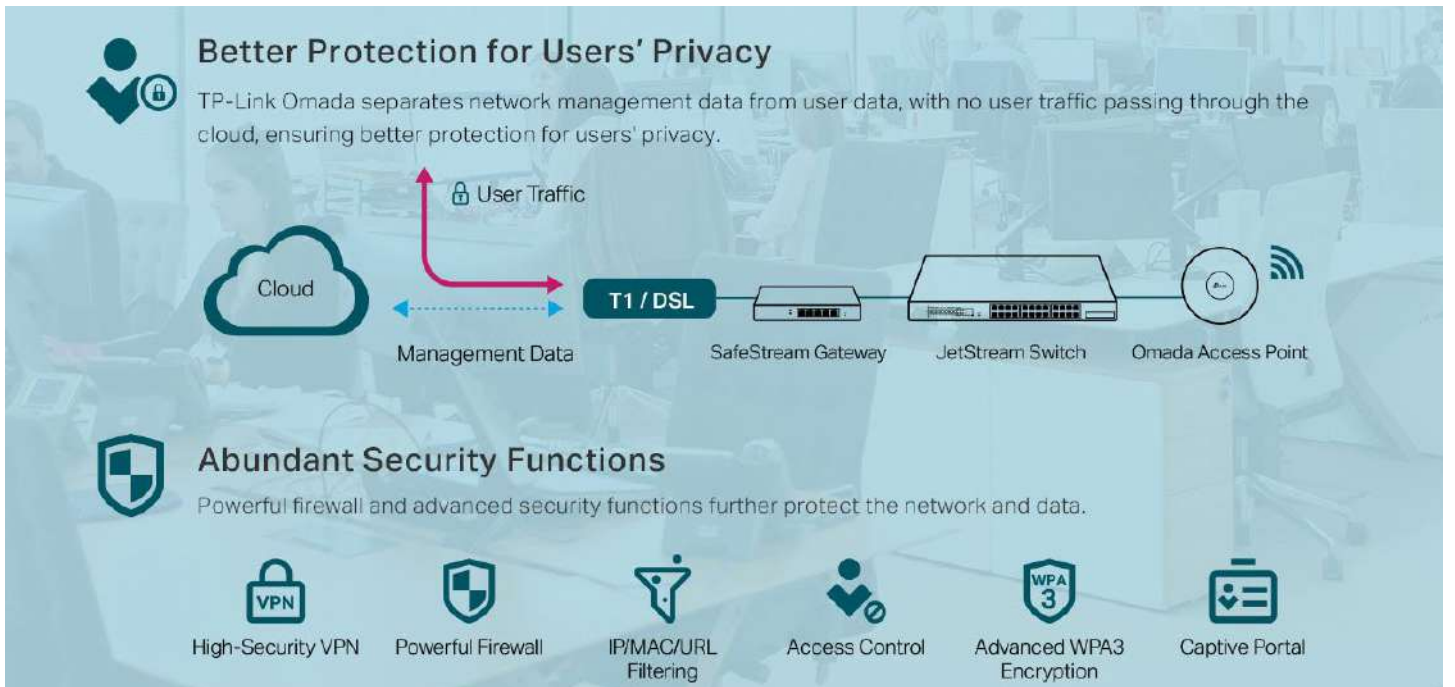 Better Protection for Users' Privacy
TP-Link Omada separates network management data from user data, with no user traffic passing through the
cloud, ensuring better protection for users' privacy.
User Traffic
Cloud
T1 / DSL
Management Data
SafeStream Gateway
JetStream Switch
Omada Access Point
Abundant Security Functions
Powerful firewall and advanced security functions further protect the network and data.
VPN
WPA
3
High-Security VPN
Powerful Firewall
IP/MAC/URL
Filtering
Access Control
Advanced WPA3
Encryption
Captive Portal